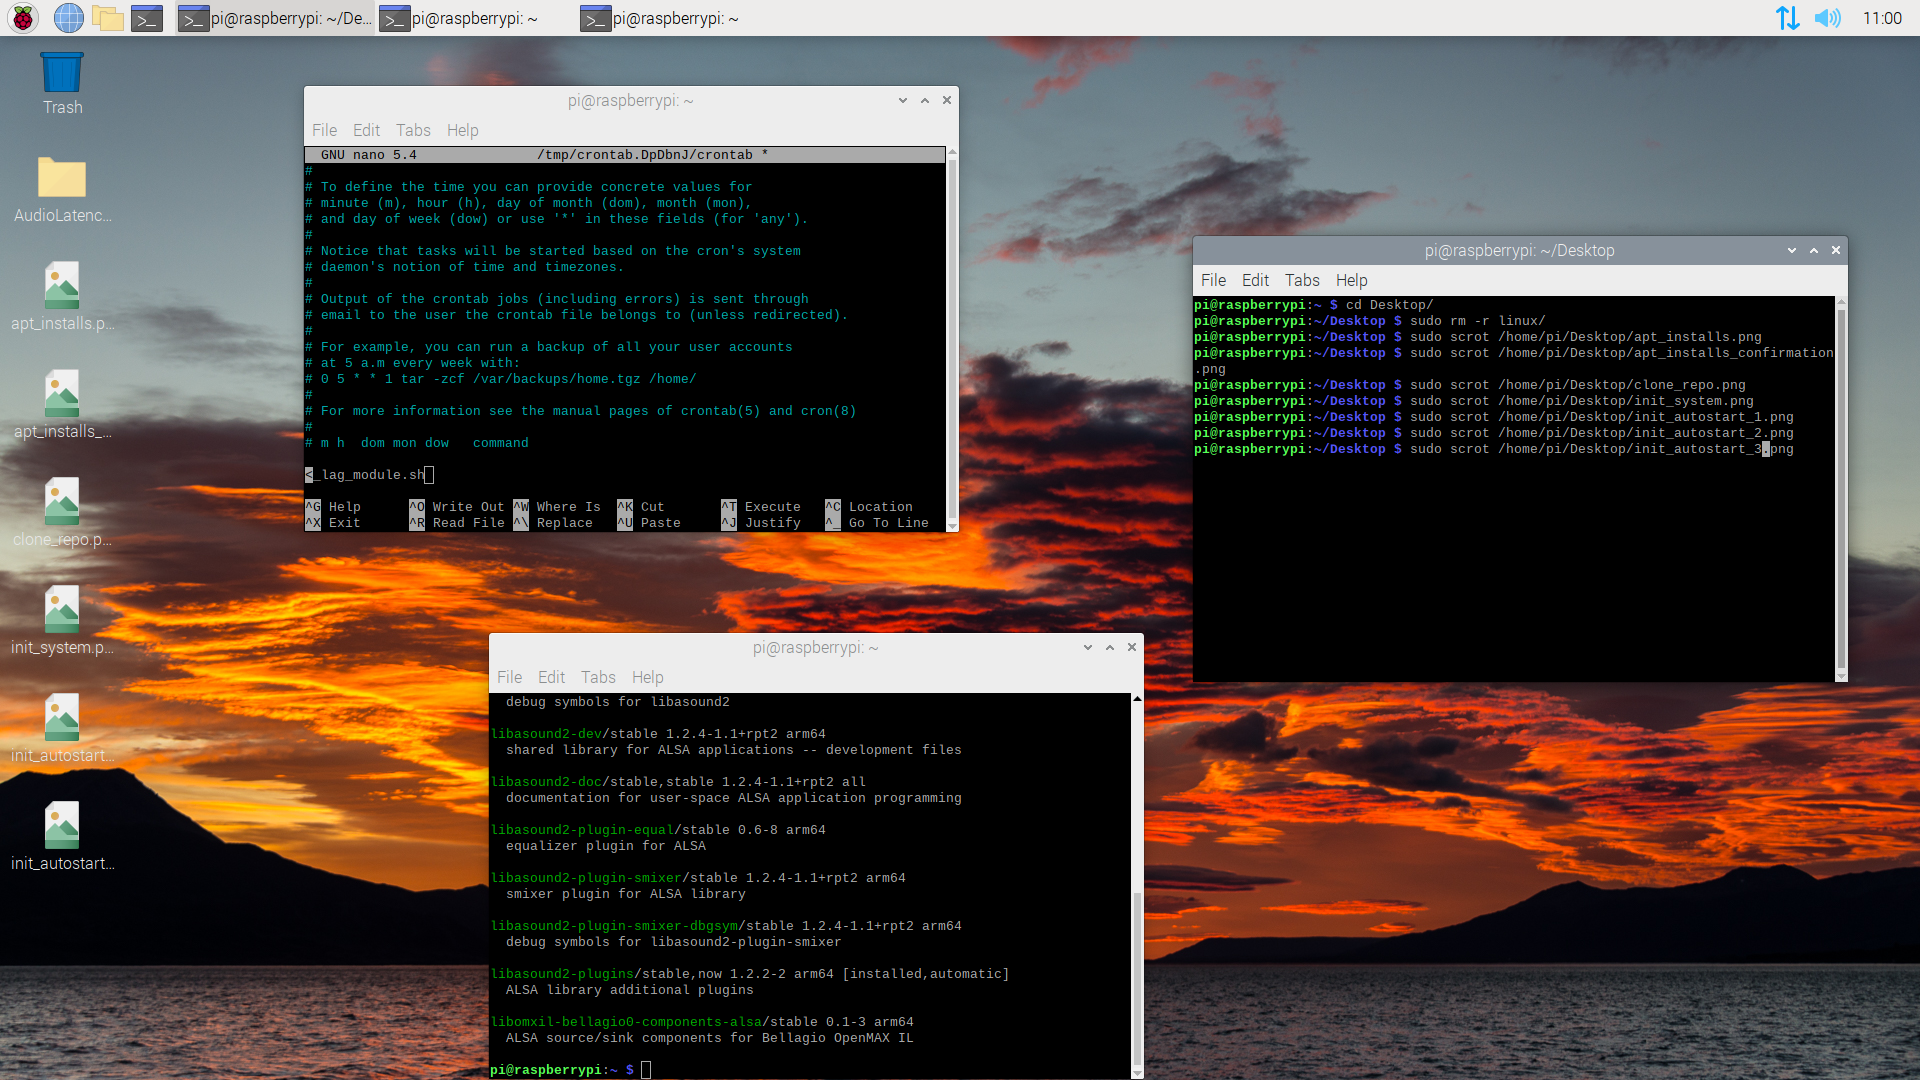 pi@raspberrypi: ~/De...
pi@raspberrypi: ~
pi@raspberrypi: ~
11:00
Trash
AudioLatenc...
apt_installs.p...
apt_installs_...
clone_repo.p...
init_system.p...
init_autostart...
init_autostart...
pi@raspberrypi: ~
File Edit Tabs Help
GNU nano 5.4 /tmp/crontab.DpDbnJ/crontab *
#
# To define the time you can provide concrete values for
# minute (m), hour (h), day of month (dom), month (mon),
# and day of week (dow) or use '*' in these fields (for 'any').
#
# Notice that tasks will be started based on the cron's system
# daemon's notion of time and timezones.
#
# Output of the crontab jobs (including errors) is sent through
# email to the user the crontab file belongs to (unless redirected).
#
# For example, you can run a backup of all your user accounts
# at 5 a.m every week with:
# 0 5 * * 1 tar -zcf /var/backups/home.tgz /home/
#
# For more information see the manual pages of crontab(5) and cron(8)
#
# m h  dom mon dow   command
<_lag_module.sh
^G Help ^O Write Out ^W Where Is ^K Cut ^T Execute ^C Location
^X Exit ^R Read File ^\ Replace ^U Paste ^J Justify ^_ Go To Line
pi@raspberrypi: ~/Desktop
File Edit Tabs Help
pi@raspberrypi:~ $ cd Desktop/
pi@raspberrypi:~/Desktop $ sudo rm -r linux/
pi@raspberrypi:~/Desktop $ sudo scrot /home/pi/Desktop/apt_installs.png
pi@raspberrypi:~/Desktop $ sudo scrot /home/pi/Desktop/apt_installs_confirmation
.png
pi@raspberrypi:~/Desktop $ sudo scrot /home/pi/Desktop/clone_repo.png
pi@raspberrypi:~/Desktop $ sudo scrot /home/pi/Desktop/init_system.png
pi@raspberrypi:~/Desktop $ sudo scrot /home/pi/Desktop/init_autostart_1.png
pi@raspberrypi:~/Desktop $ sudo scrot /home/pi/Desktop/init_autostart_2.png
pi@raspberrypi:~/Desktop $ sudo scrot /home/pi/Desktop/init_autostart_3.png
pi@raspberrypi: ~
File Edit Tabs Help
debug symbols for libasound2
libasound2-dev/stable 1.2.4-1.1+rpt2 arm64
shared library for ALSA applications -- development files
libasound2-doc/stable,stable 1.2.4-1.1+rpt2 all
documentation for user-space ALSA application programming
libasound2-plugin-equal/stable 0.6-8 arm64
equalizer plugin for ALSA
libasound2-plugin-smixer/stable 1.2.4-1.1+rpt2 arm64
smixer plugin for ALSA library
libasound2-plugin-smixer-dbgsym/stable 1.2.4-1.1+rpt2 arm64
debug symbols for libasound2-plugin-smixer
libasound2-plugins/stable,now 1.2.2-2 arm64 [installed,automatic]
ALSA library additional plugins
libomxil-bellagio0-components-alsa/stable 0.1-3 arm64
ALSA source/sink components for Bellagio OpenMAX IL
pi@raspberrypi:~ $